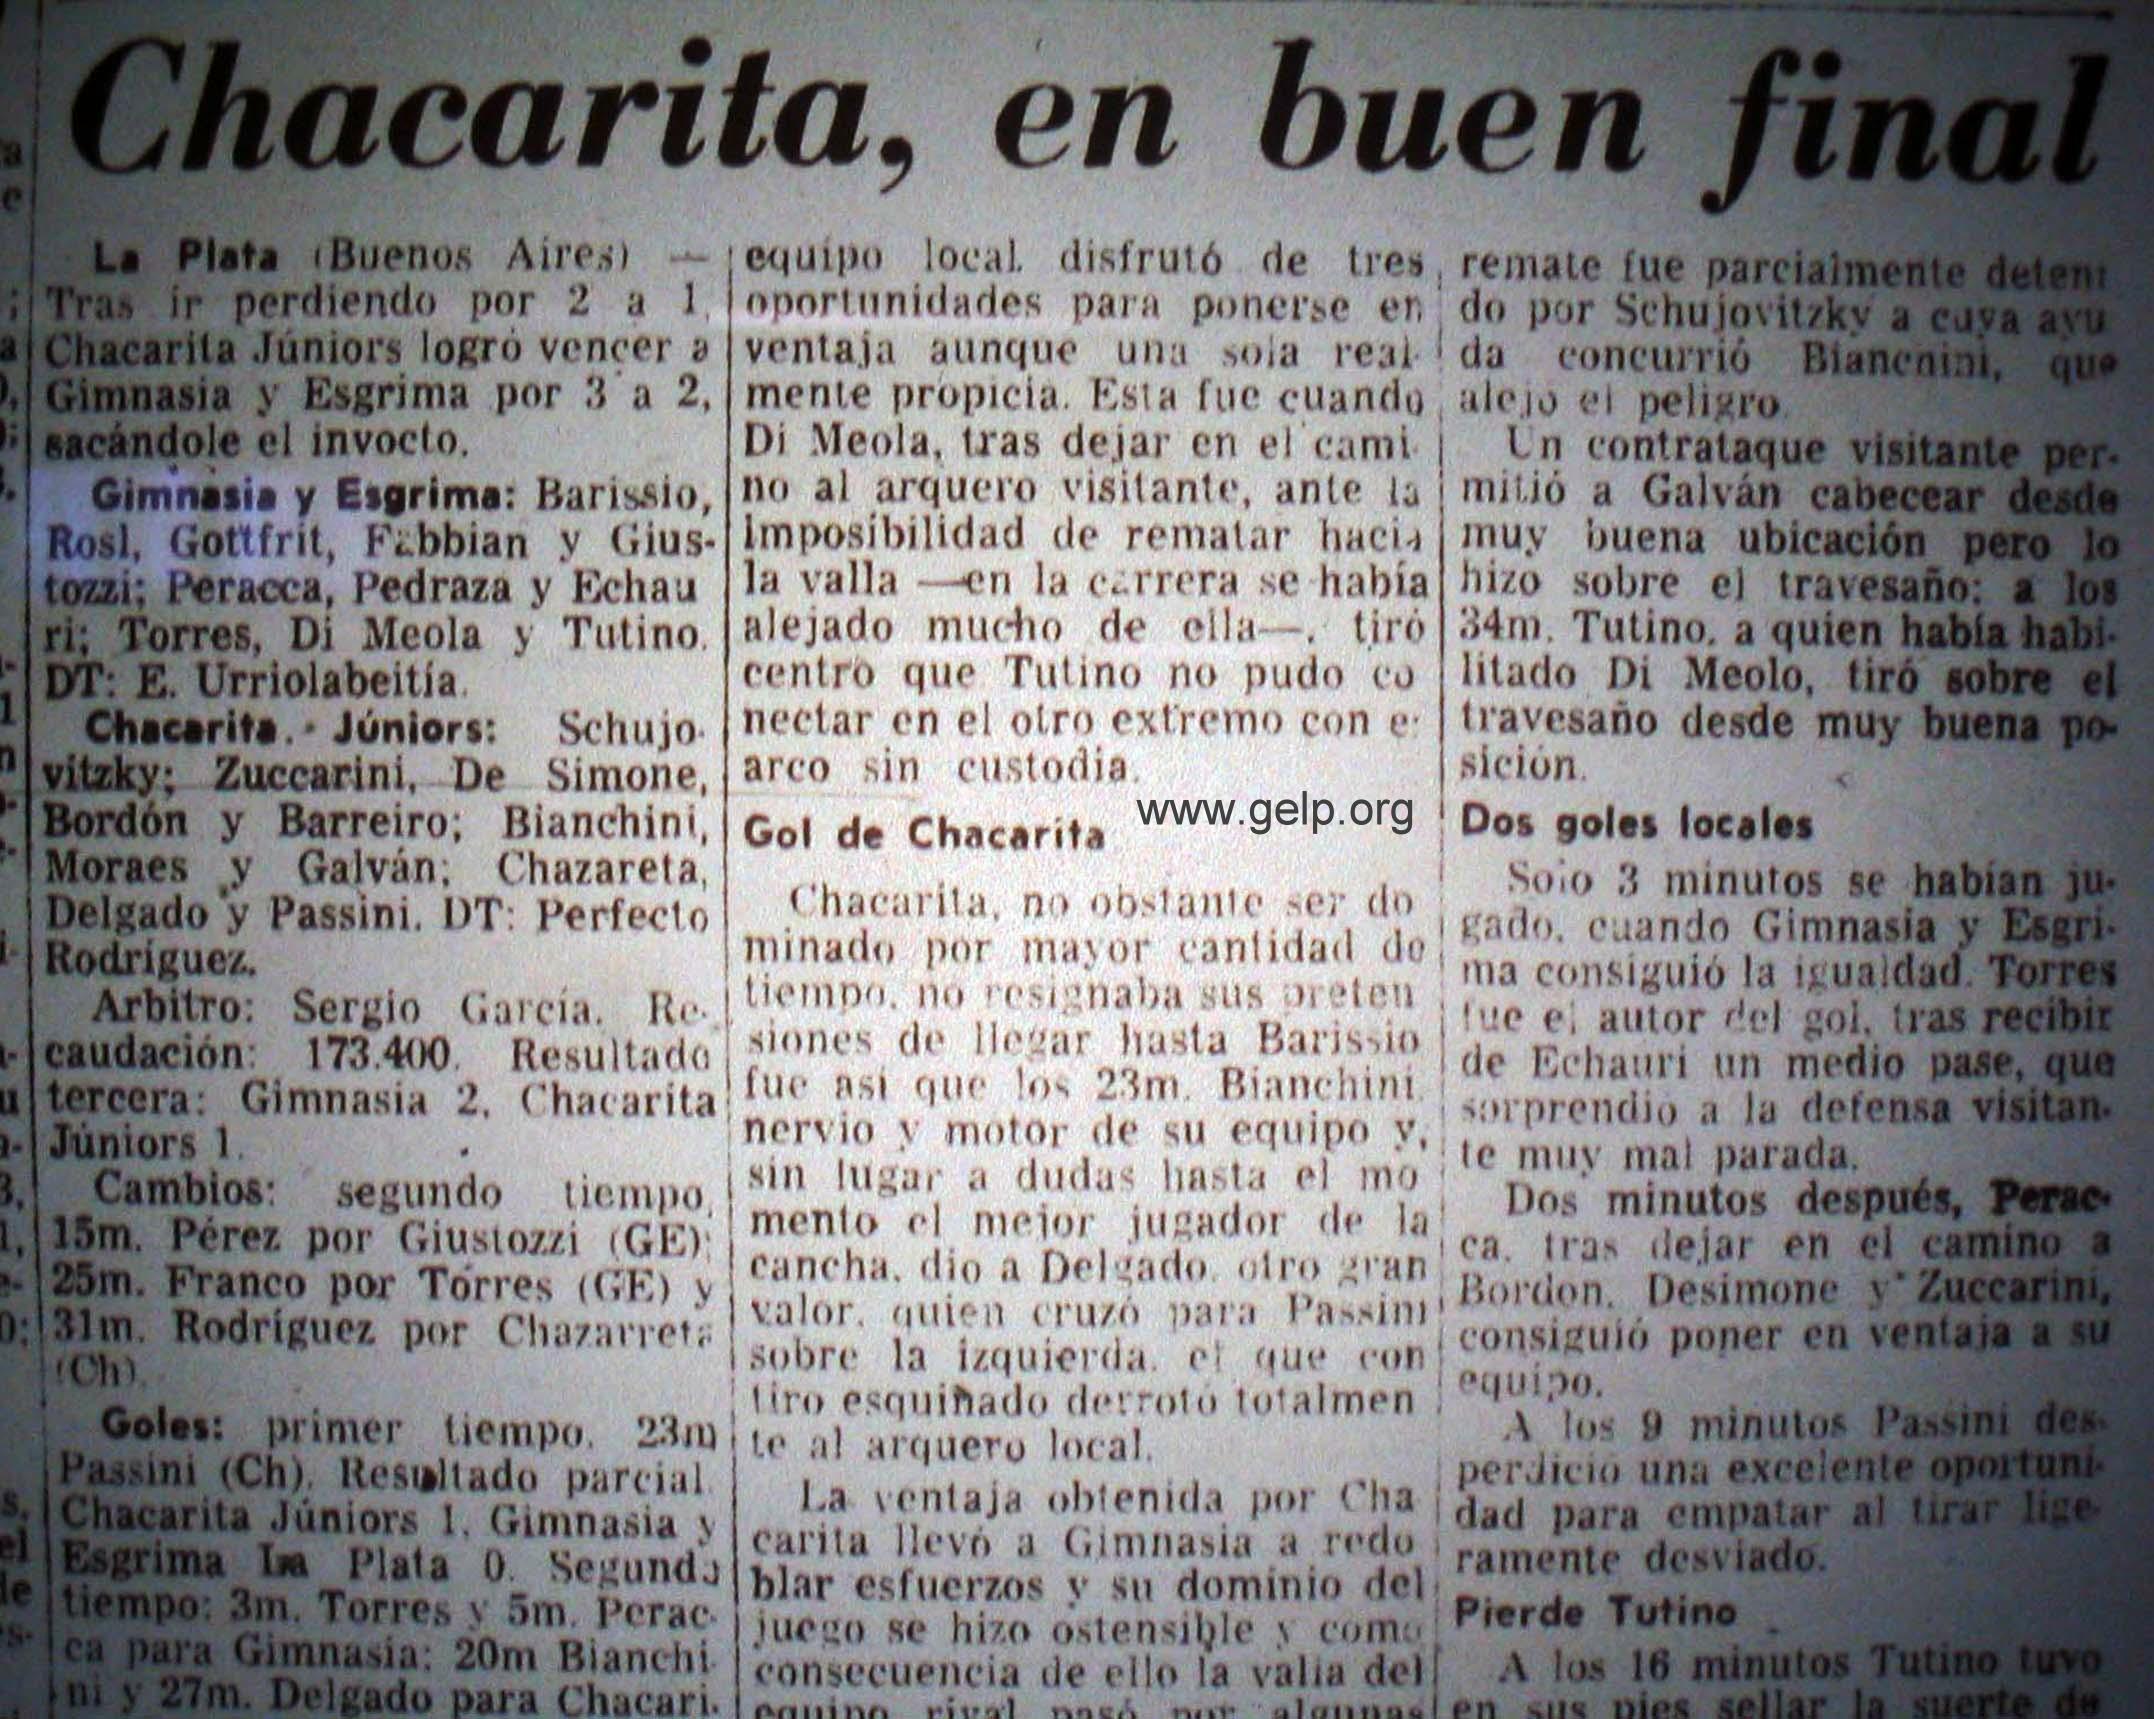 Chacarita, en buen final
La Plata (Buenos Aires) —
Tras ir perdiendo por 2 a 1,
Chacarita Júniors logró vencer a
Gimnasia y Esgrima por 3 a 2,
sacándole el invocto.
Gimnasia y Esgrima: Barissio,
Rosl, Gottfrit, Fabbian y Gius-
tozzi; Peracca, Pedraza y Echau
ri; Torres, Di Meola y Tutino.
DT: E. Urriolabeitía.
Chacarita. - Júniors: Schujo-
vitzky; Zuccarini, De Simone,
Bordón y Barreiro; Bianchini,
Moraes y Galván; Chazareta,
Delgado y Passini. DT: Perfecto
Rodríguez.
Arbitro: Sergio García. Re-
caudación: 173.400. Resultado
tercera: Gimnasia 2, Chacarita
Júniors 1.
Cambios: segundo tiempo,
15m. Pérez por Giustozzi (GE);
25m. Franco por Torres (GE) y
31m. Rodríguez por Chazarreta
(Ch).
Goles: primer tiempo, 23m
Passini (Ch). Resultado parcial
Chacarita Júniors 1, Gimnasia y
Esgrima La Plata 0. Segundo
tiempo: 3m. Torres y 5m. Perac-
ca para Gimnasia; 20m Bianchi
ni y 27m. Delgado para Chacari-
equipo local disfrutó de tres
oportunidades para ponerse en
ventaja aunque una sola real-
mente propicia. Esta fue cuando
Di Meola, tras dejar en el cami-
no al arquero visitante, ante la
imposibilidad de rematar hacia
la valla —en la carrera se había
alejado mucho de ella—, tiró
centro que Tutino no pudo co
nectar en el otro extremo con el
arco sin custodia.
www.gelp.org
Gol de Chacarita
Chacarita, no obstante ser do
minado por mayor cantidad de
tiempo, no resignaba sus preten
siones de llegar hasta Barissio
fue así que los 23m. Bianchini
nervio y motor de su equipo y,
sin lugar a dudas hasta el mo
mento el mejor jugador de la
cancha, dio a Delgado, otro gran
valor, quien cruzó para Passini
sobre la izquierda, el que con
tiro esquinado derrotó totalmen
te al arquero local.
La ventaja obtenida por Cha
carita llevó a Gimnasia a redo
blar esfuerzos y su dominio del
juego se hizo ostensible y como
consecuencia de ello la valla del
equipo rival pasó por algunas
remate fue parcialmente deteni
do por Schujovitzky a cuya ayu
da concurrió Bianchini, que
alejó el peligro.
Un contrataque visitante per-
mitió a Galván cabecear desde
muy buena ubicación pero lo
hizo sobre el travesaño; a los
34m. Tutino, a quien había habi-
litado Di Meolo, tiró sobre el
travesaño desde muy buena po-
sición.
Dos goles locales
Solo 3 minutos se habían ju-
gado, cuando Gimnasia y Esgri-
ma consiguió la igualdad. Torres
fue el autor del gol, tras recibir
de Echauri un medio pase, que
sorprendió a la defensa visitan-
te muy mal parada.
Dos minutos después, Perac-
ca, tras dejar en el camino a
Bordon, Desimone y Zuccarini,
consiguió poner en ventaja a su
equipo.
A los 9 minutos Passini des-
perdició una excelente oportuni-
dad para empatar al tirar lige-
ramente desviado.
Pierde Tutino
A los 16 minutos Tutino tuvo
en sus pies sellar la suerte de